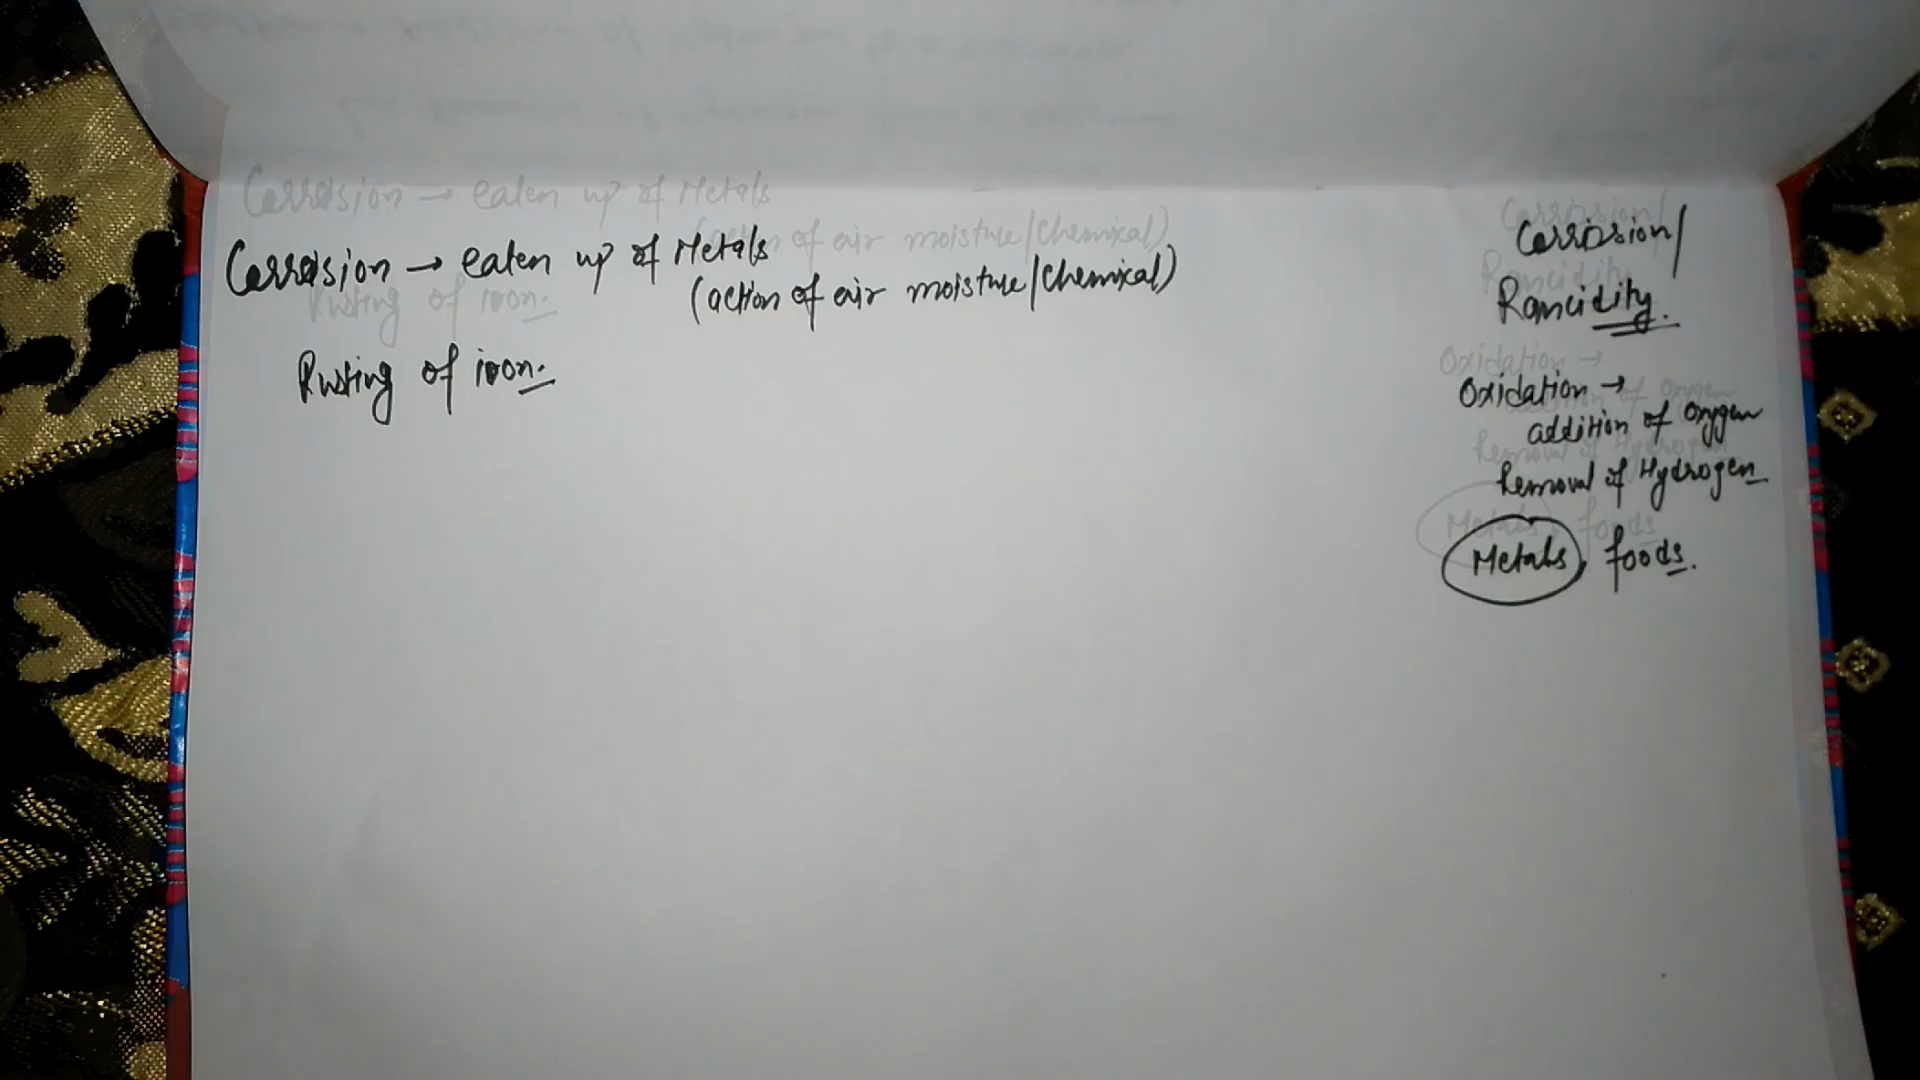 Corrosion → eaten up of Metals
(action of air moisture/chemical)
Rusting of iron.
Corrosion/
Rancidity.
Oxidation →
addition of oxygen
Removal of Hydrogen
Metals, foods.